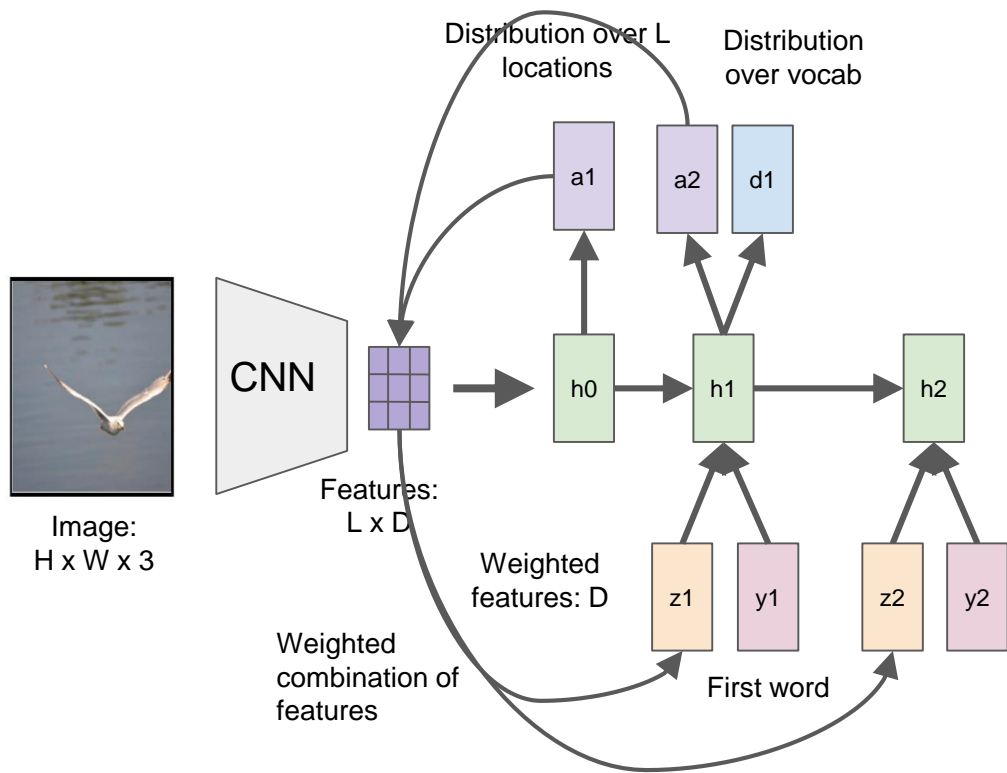 Distribution over L
locations
Distribution
over vocab
a1
a2
d1
CNN
h0
h1
h2
Features:
L x D
Image:
H x W x 3
Weighted
features: D
z1
y1
z2
y2
Weighted
combination of
features
First word